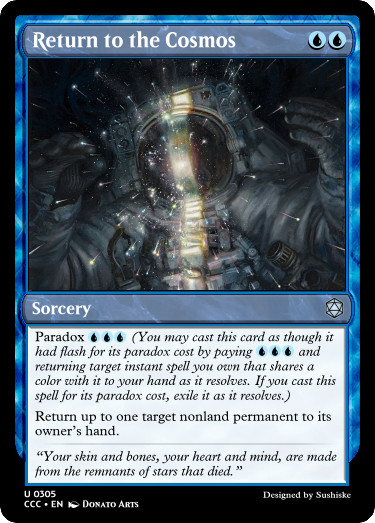 Return to the Cosmos
Sorcery
Paradox (You may cast this card as though it
had flash for its paradox cost by paying and
returning target instant spell you own that shares a
color with it to your hand as it resolves. If you cast this
spell for its paradox cost, exile it as it resolves.)
Return up to one target nonland permanent to its
owner's hand.
"Your skin and bones, your heart and mind, are made
from the remnants of stars that died."
U 0305
CCC • EN Donato Arts
Designed by Sushiske